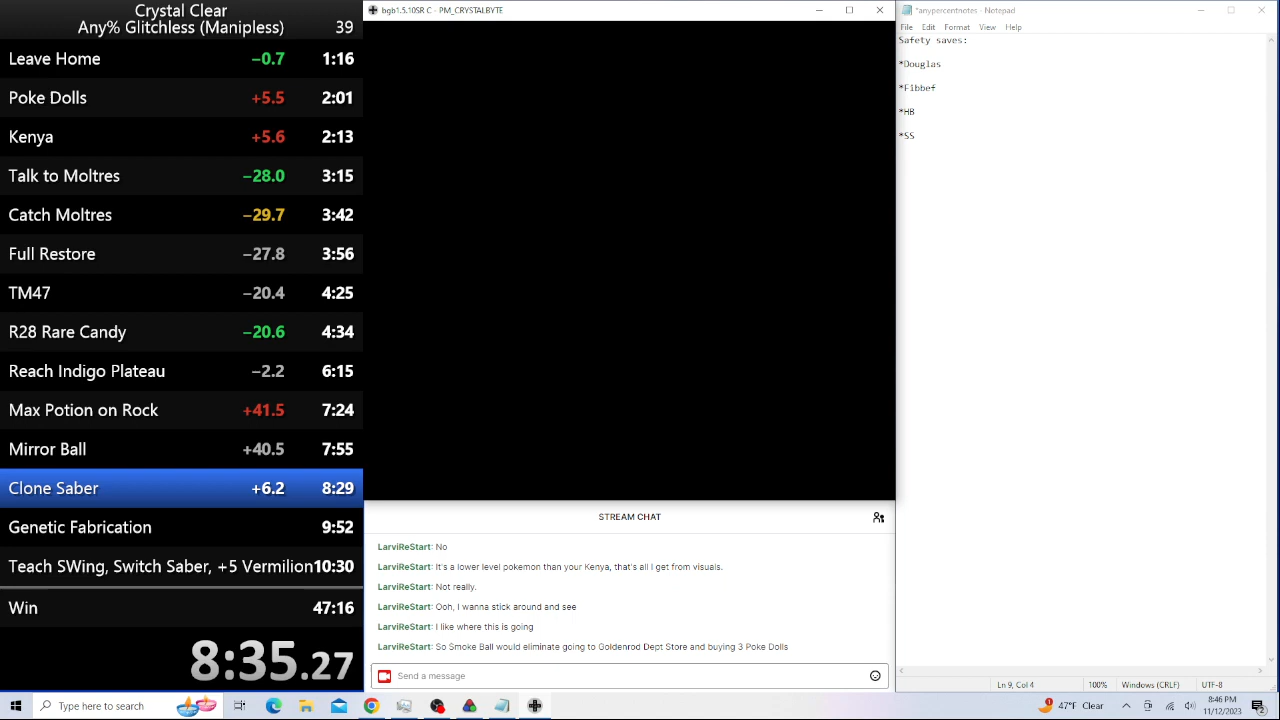 Crystal Clear
Any% Glitchless (Manipless) 39
Leave Home −0.7 1:16
Poke Dolls +5.5 2:01
Kenya +5.6 2:13
Talk to Moltres −28.0 3:15
Catch Moltres −29.7 3:42
Full Restore −27.8 3:56
TM47 −20.4 4:25
R28 Rare Candy −20.6 4:34
Reach Indigo Plateau −2.2 6:15
Max Potion on Rock +41.5 7:24
Mirror Ball +40.5 7:55
Clone Saber +6.2 8:29
Genetic Fabrication 9:52
Teach SWing, Switch Saber, +5 Vermilion 10:30
Win 47:16
8:35.27
bgb1.5.10SR C - PM_CRYSTALBYTE
STREAM CHAT
LarviReStart: No
LarviReStart: It's a lower level pokemon than your Kenya, that's all I get from visuals.
LarviReStart: Not really.
LarviReStart: Ooh, I wanna stick around and see
LarviReStart: I like where this is going
LarviReStart: So Smoke Ball would eliminate going to Goldenrod Dept Store and buying 3 Poke Dolls
Send a message
*anypercentnotes - Notepad
File Edit Format View Help
Safety saves:
*Douglas
*Fibbef
*HB
*SS
Ln 9, Col 4 100% Windows (CRLF) UTF-8
Type here to search
47°F Clear
8:46 PM
11/12/2023
2